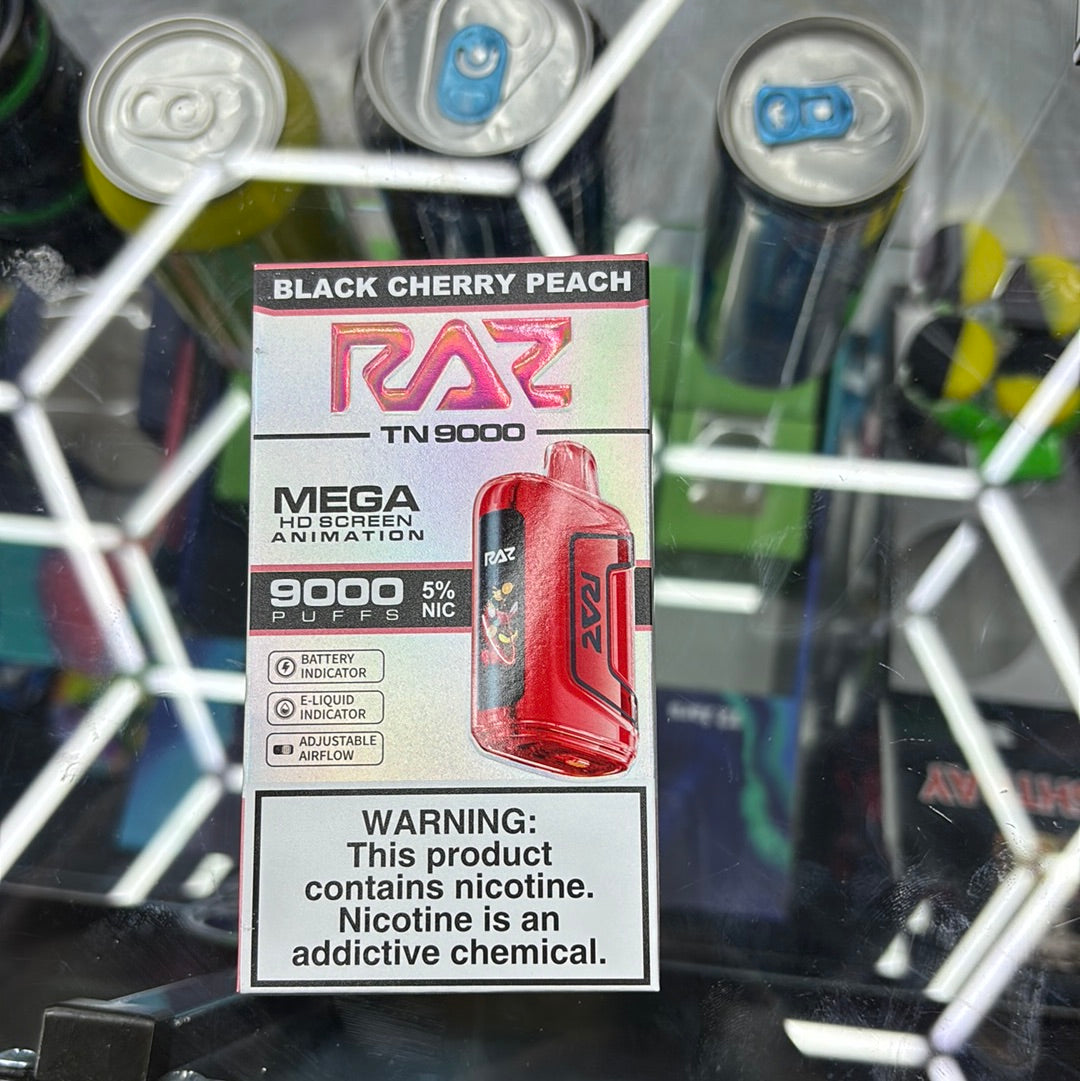 BLACK CHERRY PEACH
RAZ
TN 9000
MEGA
HD SCREEN
ANIMATION
9000
PUFFS
5%
NIC
RAZ
RAZ
BATTERY
INDICATOR
E-LIQUID
INDICATOR
ADJUSTABLE
AIRFLOW
WARNING:
This product
contains nicotine.
Nicotine is an
addictive chemical.